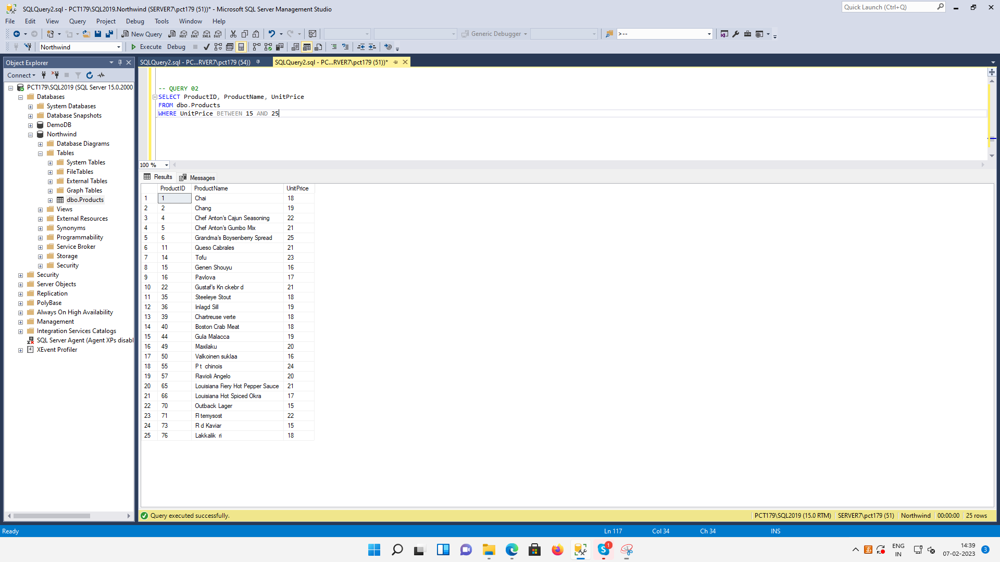 SQLQuery2.sql - PCT179\SQL2019.Northwind (SERVER7\pct179 (51))* - Microsoft SQL Server Management Studio
Quick Launch (Ctrl+Q)
File Edit View Query Project Debug Tools Window Help
New Query
MDX DMX XMLA DAX
Generic Debugger
>--
Northwind
Execute Debug
Object Explorer
SQLQuery2.sql - PC...RVER7\pct179 (54))
SQLQuery2.sql - PC...RVER7\pct179 (51))*
Connect
PCT179\SQL2019 (SQL Server 15.0.2000
Databases
System Databases
Database Snapshots
DemoDB
Northwind
Database Diagrams
Tables
System Tables
FileTables
External Tables
Graph Tables
dbo.Products
Views
External Resources
Synonyms
Programmability
Service Broker
Storage
Security
Security
Server Objects
Replication
PolyBase
Always On High Availability
Management
Integration Services Catalogs
SQL Server Agent (Agent XPs disabl
XEvent Profiler
-- QUERY 02
SELECT ProductID, ProductName, UnitPrice
FROM dbo.Products
WHERE UnitPrice BETWEEN 15 AND 25
100 %
Results Messages
ProductID ProductName UnitPrice
1 1 Chai 18
2 2 Chang 19
3 4 Chef Anton's Cajun Seasoning 22
4 5 Chef Anton's Gumbo Mix 21
5 6 Grandma's Boysenberry Spread 25
6 11 Queso Cabrales 21
7 14 Tofu 23
8 15 Genen Shouyu 16
9 16 Pavlova 17
10 22 Gustaf's Kn ckebr d 21
11 35 Steeleye Stout 18
12 36 Inlagd Sill 19
13 39 Chartreuse verte 18
14 40 Boston Crab Meat 18
15 44 Gula Malacca 19
16 49 Maxilaku 20
17 50 Valkoinen suklaa 16
18 55 P t  chinois 24
19 57 Ravioli Angelo 20
20 65 Louisiana Fiery Hot Pepper Sauce 21
21 66 Louisiana Hot Spiced Okra 17
22 70 Outback Lager 15
23 71 Fl temysost 22
24 73 R d Kaviar 15
25 76 Lakkalik  ri 18
Query executed successfully.
PCT179\SQL2019 (15.0 RTM) SERVER7\pct179 (51) Northwind 00:00:00 25 rows
Ready
Ln 117 Col 34 Ch 34 INS
1
ENG
IN
14:39
07-02-2023
3